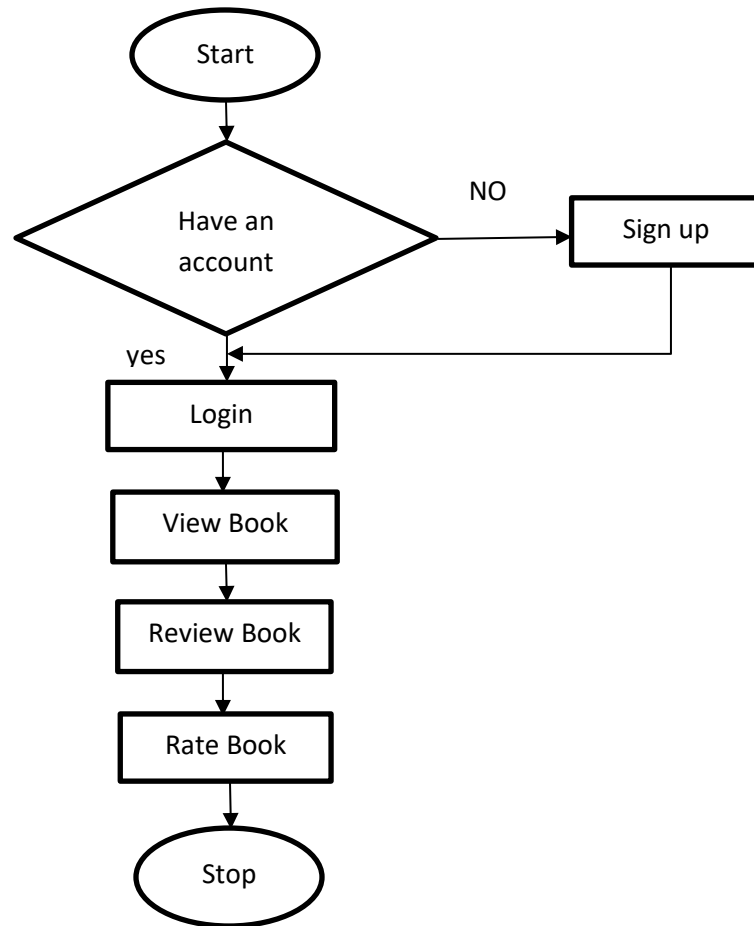 Start
Have an
account
NO
Sign up
yes
Login
View Book
Review Book
Rate Book
Stop